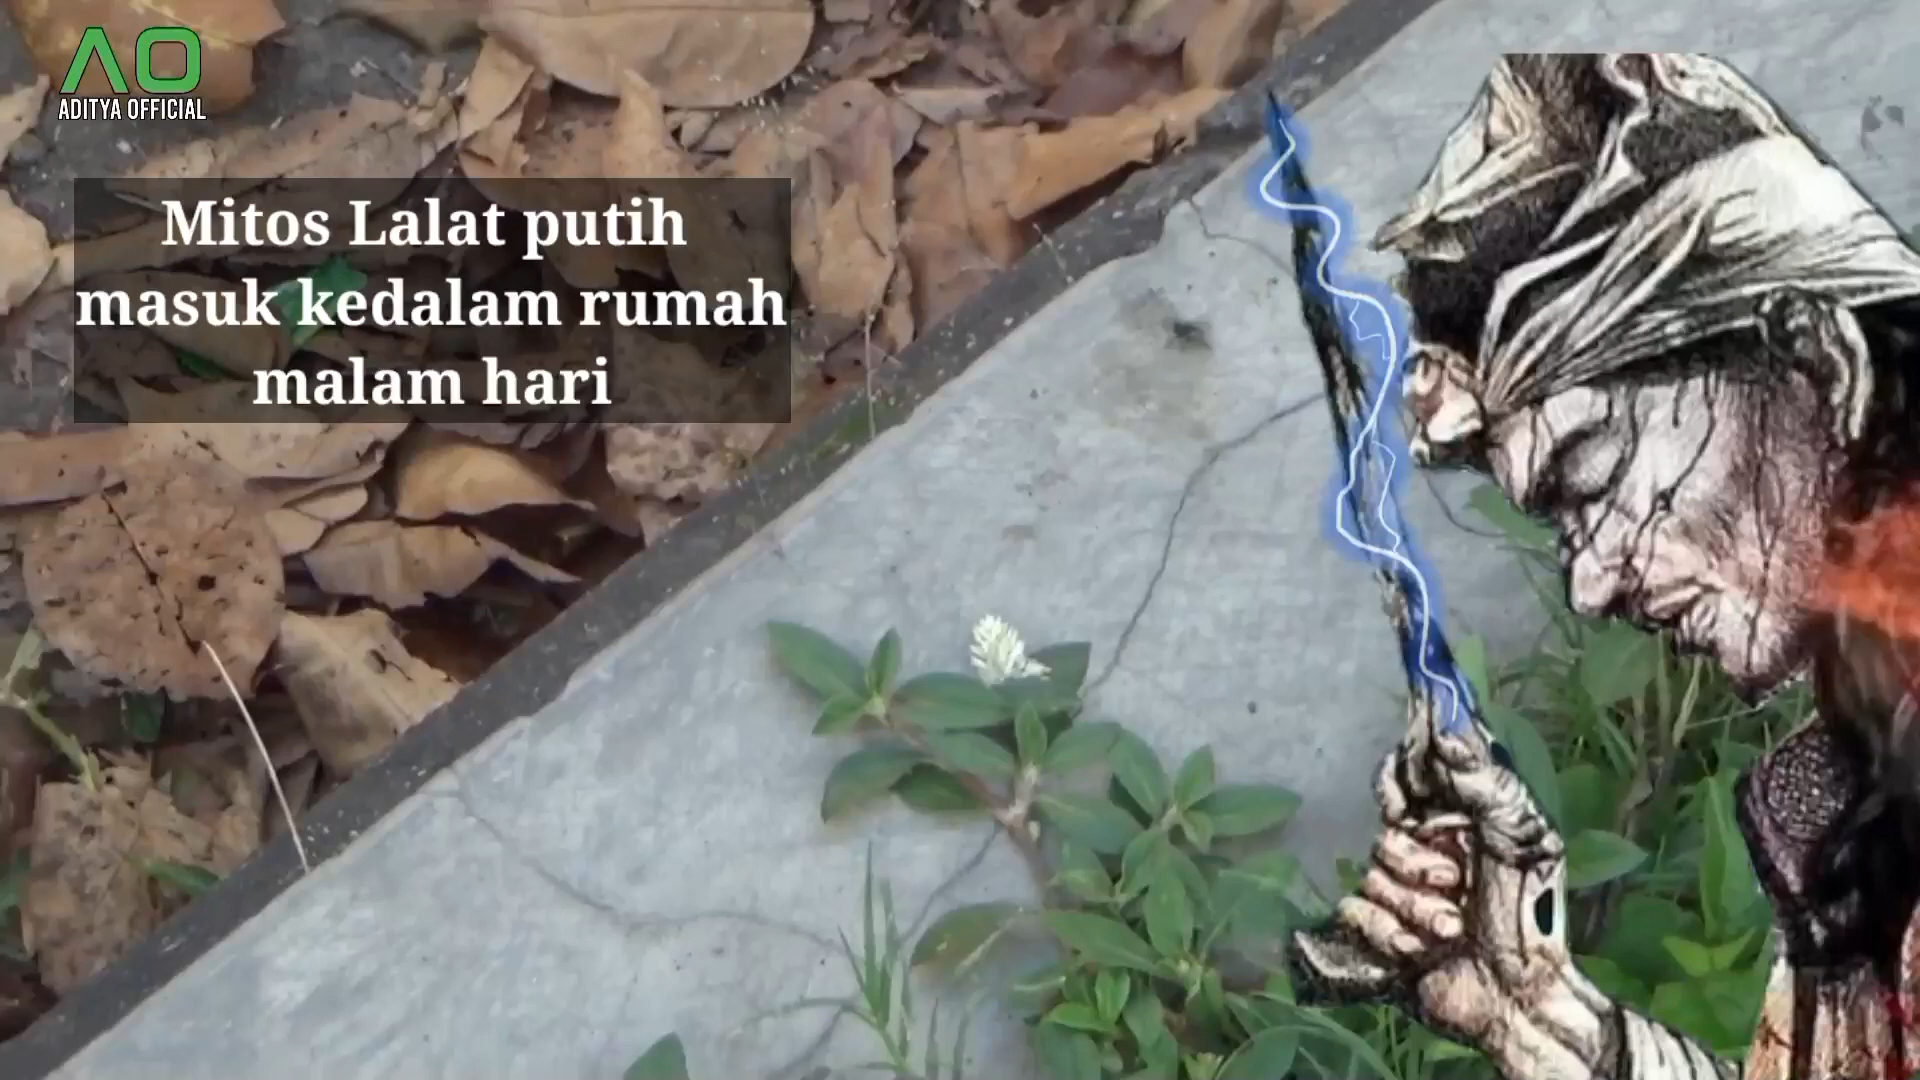 AO
ADITYA OFFICIAL
Mitos Lalat putih
masuk kedalam rumah
malam hari